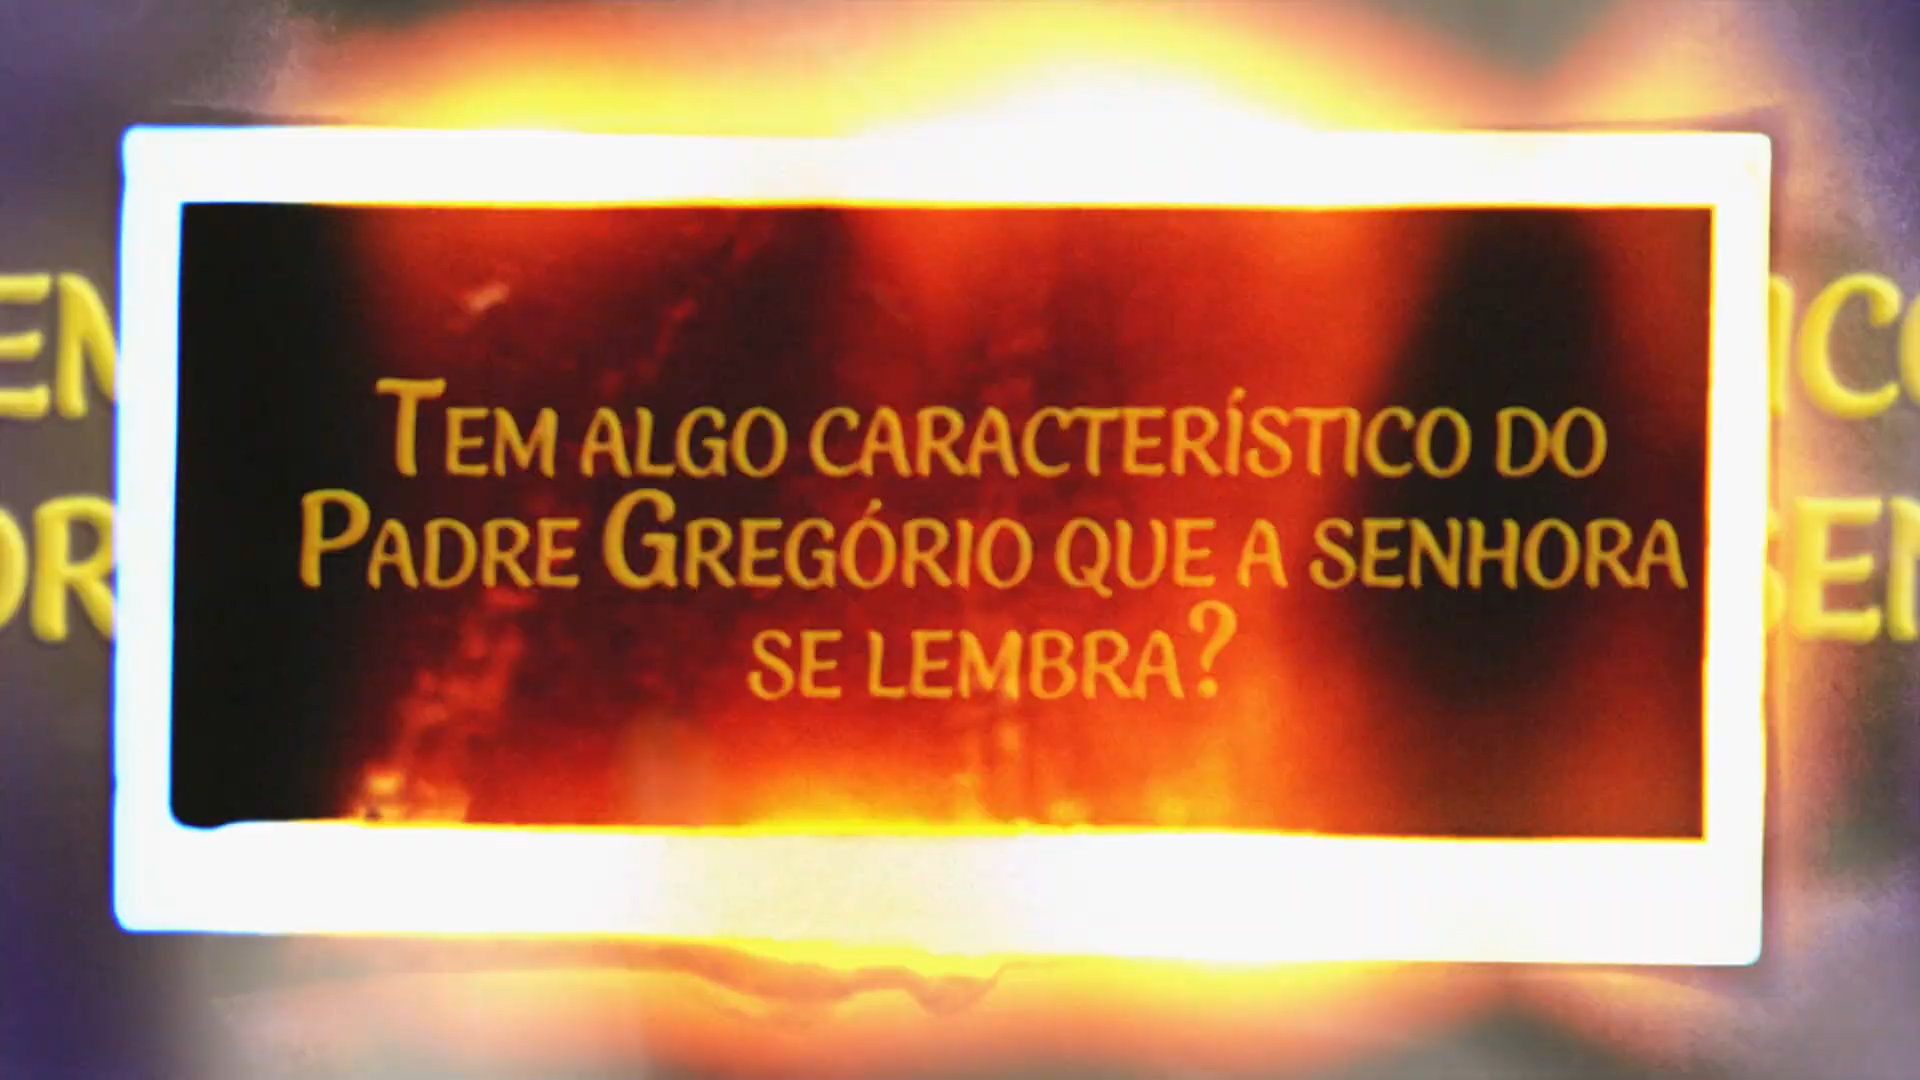 Tem algo característico do
Padre Gregório que a senhora
se lembra?